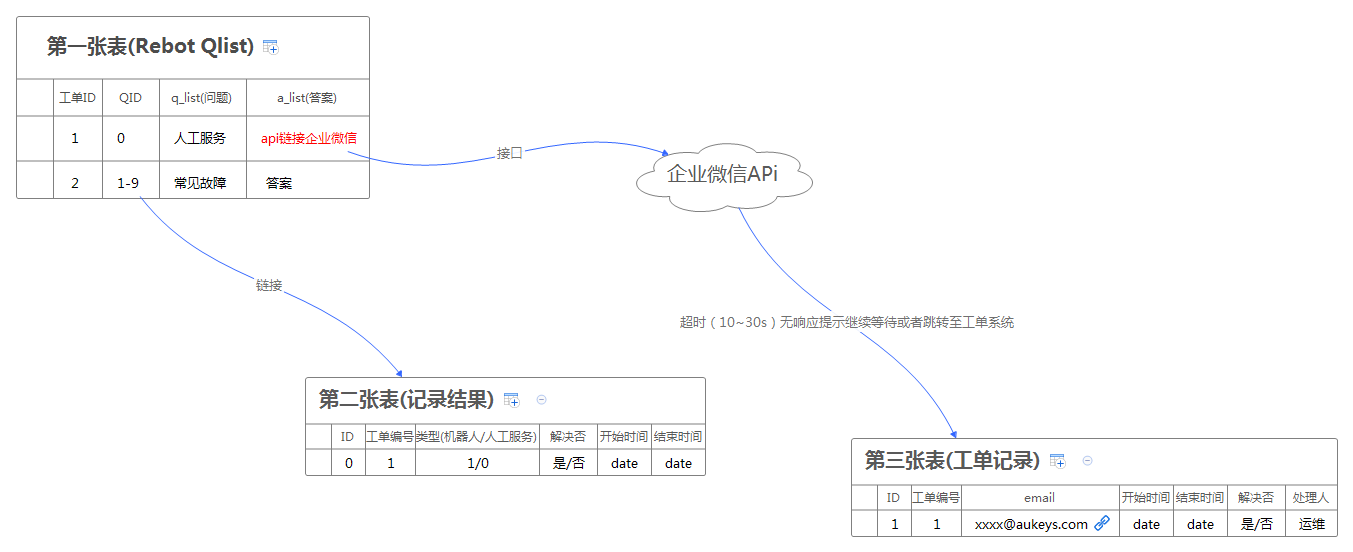 第一张表(Rebot Qlist)
工单ID QID q_list(问题) a_list(答案)
1 0 人工服务 api链接企业微信
2 1-9 常见故障 答案
接口
企业微信APi
链接
超时（10~30s）无响应提示继续等待或者跳转至工单系统
第二张表(记录结果)
ID 工单编号 类型(机器人/人工服务) 解决否 开始时间 结束时间
0 1 1/0 是/否 date date
第三张表(工单记录)
ID 工单编号 email 开始时间 结束时间 解决否 处理人
1 1 xxxx@aukeys.com date date 是/否 运维